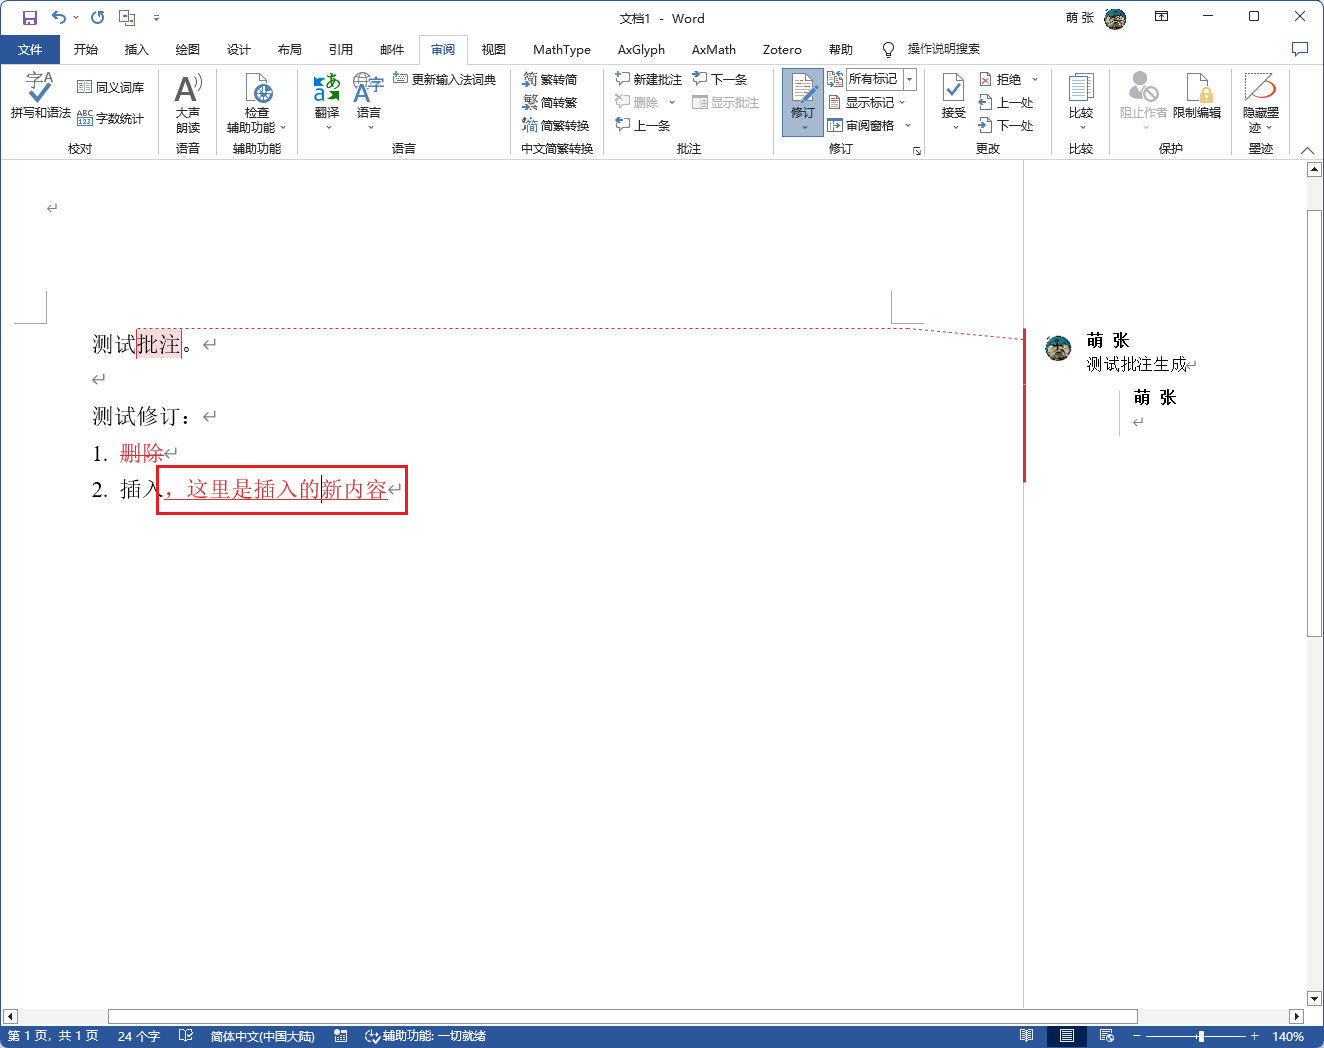 文档1 - Word
萌 张
文件 开始 插入 绘图 设计 布局 引用 邮件 审阅 视图 MathType AxGlyph AxMath Zotero 帮助 操作说明搜索
字A
拼写和语法
同义词库
ABC
123
字数统计
校对
A
大声
朗读
语音
检查
辅助功能
辅助功能
a あ
翻译
字
A
语言
更新输入法词典
语言
繁转简
简转繁
简繁转换
中文简繁转换
新建批注
删除
上一条
下一条
显示批注
批注
修订
所有标记
显示标记
审阅窗格
修订
接受
拒绝
上一处
下一处
更改
比较
比较
阻止作者
限制编辑
保护
隐藏墨
迹
墨迹
测试批注。
测试修订：
1. 删除
2. 插入，这里是插入的新内容
萌 张
测试批注生成
萌 张
第 1 页，共 1 页 24 个字 简体中文(中国大陆) 辅助功能: 一切就绪 140%